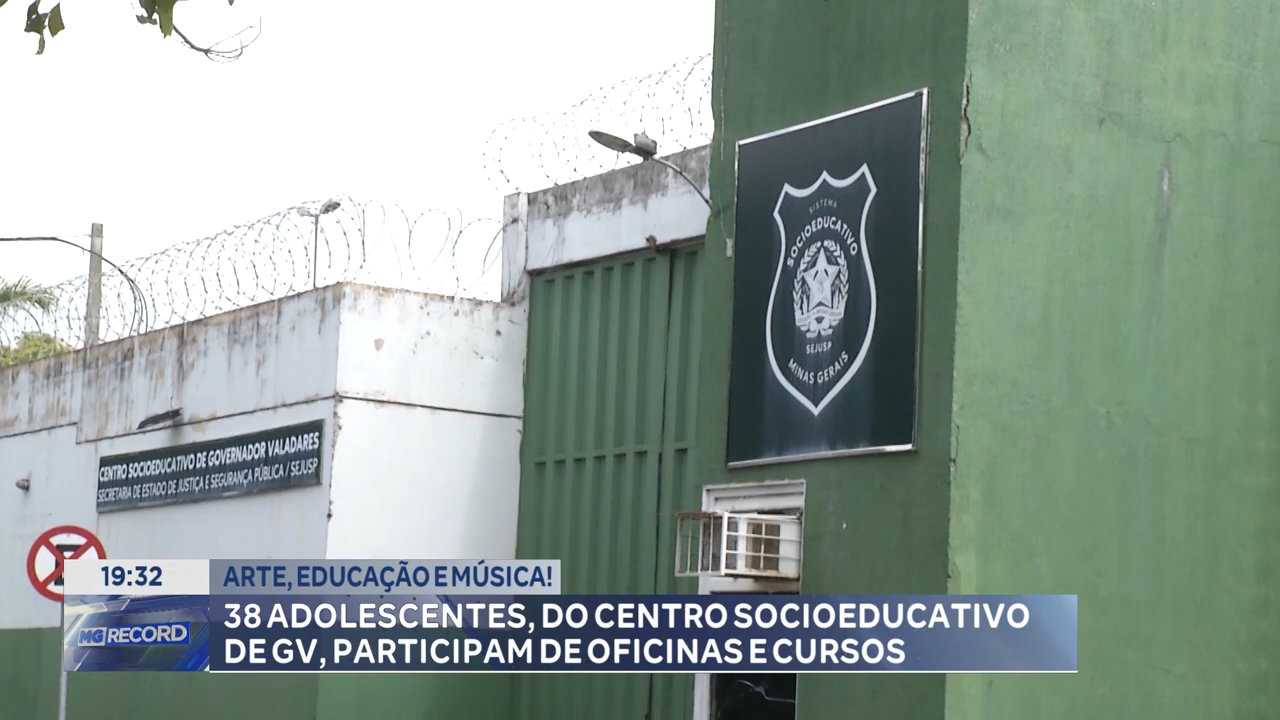 SISTEMA
SOCIOEDUCATIVO
SEJUSP
MINAS GERAIS
CENTRO SOCIOEDUCATIVO DE GOVERNADOR VALADARES
SECRETARIA DE ESTADO DE JUSTIÇA E SEGURANÇA PÚBLICA / SEJUSP
19:32
ARTE, EDUCAÇÃO E MÚSICA!
MG RECORD
38 ADOLESCENTES, DO CENTRO SOCIOEDUCATIVO
DE GV, PARTICIPAM DE OFICINAS E CURSOS